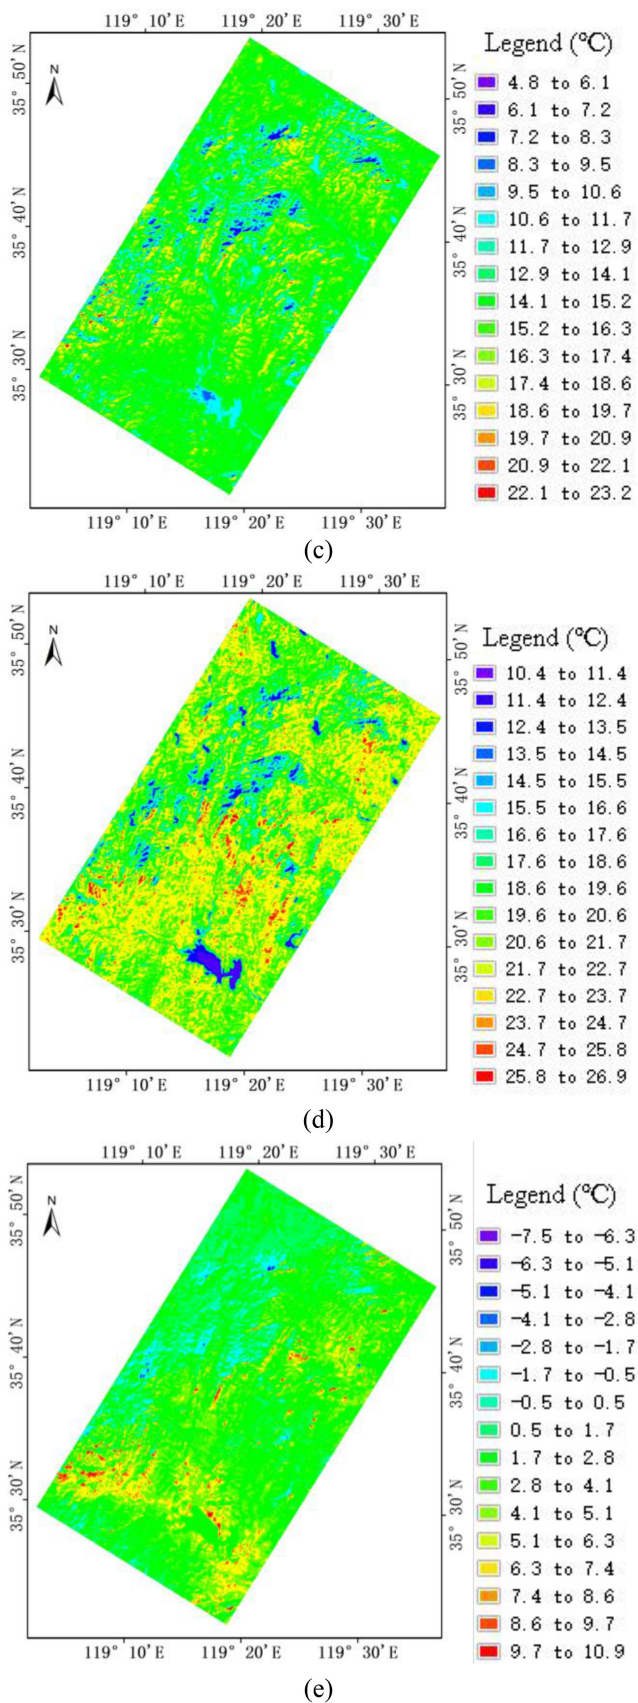 119° 10′E 119° 20′E 119° 30′E
N
35° 50′N
35° 40′N
35° 30′N
35° 50′N
35° 40′N
35° 30′N
119° 10′E 119° 20′E 119° 30′E
Legend (℃)
4.8 to 6.1
6.1 to 7.2
7.2 to 8.3
8.3 to 9.5
9.5 to 10.6
10.6 to 11.7
11.7 to 12.9
12.9 to 14.1
14.1 to 15.2
15.2 to 16.3
16.3 to 17.4
17.4 to 18.6
18.6 to 19.7
19.7 to 20.9
20.9 to 22.1
22.1 to 23.2
(c)
119° 10′E 119° 20′E 119° 30′E
N
35° 50′N
35° 40′N
35° 30′N
35° 50′N
35° 40′N
35° 30′N
119° 10′E 119° 20′E 119° 30′E
Legend (℃)
10.4 to 11.4
11.4 to 12.4
12.4 to 13.5
13.5 to 14.5
14.5 to 15.5
15.5 to 16.6
16.6 to 17.6
17.6 to 18.6
18.6 to 19.6
19.6 to 20.6
20.6 to 21.7
21.7 to 22.7
22.7 to 23.7
23.7 to 24.7
24.7 to 25.8
25.8 to 26.9
(d)
119° 10′E 119° 20′E 119° 30′E
N
35° 50′N
35° 40′N
35° 30′N
35° 50′N
35° 40′N
35° 30′N
119° 10′E 119° 20′E 119° 30′E
Legend (℃)
-7.5 to -6.3
-6.3 to -5.1
-5.1 to -4.1
-4.1 to -2.8
-2.8 to -1.7
-1.7 to -0.5
-0.5 to 0.5
0.5 to 1.7
1.7 to 2.8
2.8 to 4.1
4.1 to 5.1
5.1 to 6.3
6.3 to 7.4
7.4 to 8.6
8.6 to 9.7
9.7 to 10.9
(e)